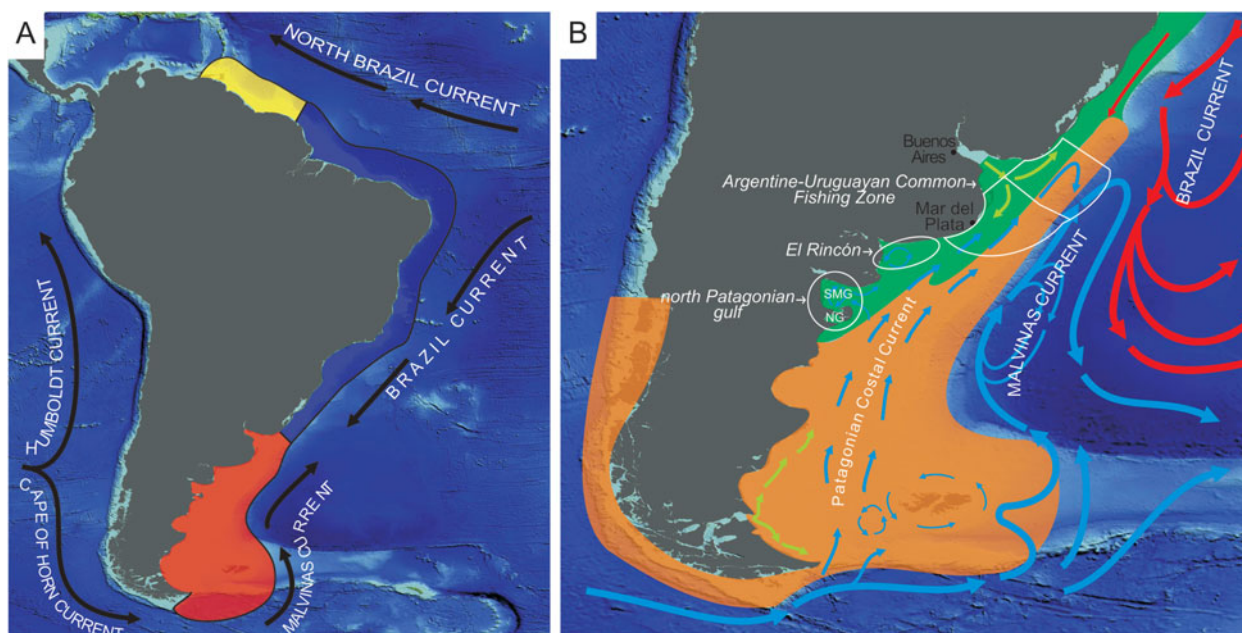 A
NORTH BRAZIL CURRENT
BRAZIL CURRENT
HUMBOLDT CURRENT
CAPE OF HORN CURRENT
MALVINAS CURRENT
B
Buenos
Aires
Argentine-Uruguayan Common
Fishing Zone
Mar del
Plata
El Rincón
north Patagonian
gulf
SMG
NG
Patagonian Costal Current
MALVINAS CURRENT
BRAZIL CURRENT